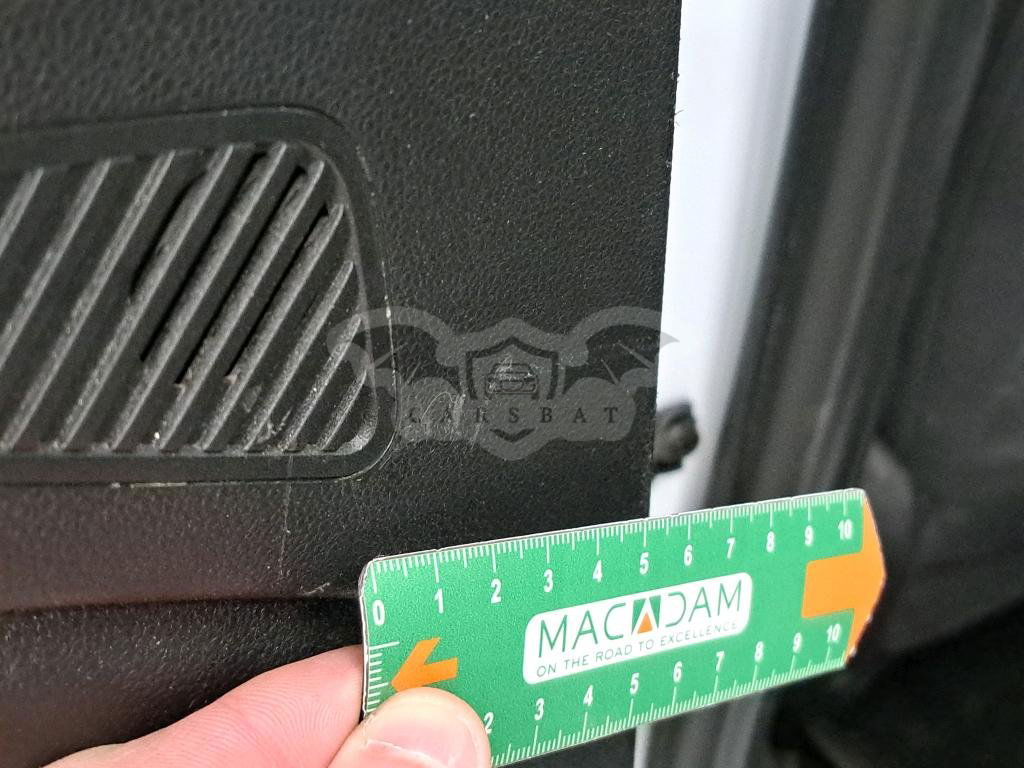 CARSBAT
0 1 2 3 4 5 6 7 8 9 10
MACADAM
ON THE ROAD TO EXCELLENCE
2 3 4 5 6 7 8 9 10